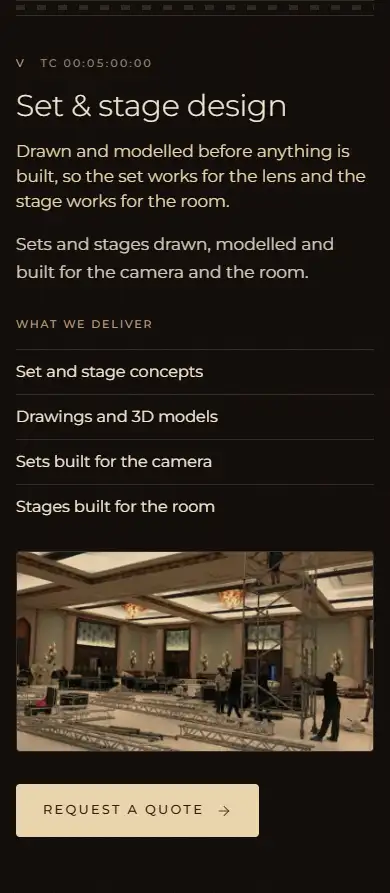 V TC 00:05:00:00
Set & stage design
Drawn and modelled before anything is
built, so the set works for the lens and the
stage works for the room.
Sets and stages drawn, modelled and
built for the camera and the room.
WHAT WE DELIVER
Set and stage concepts
Drawings and 3D models
Sets built for the camera
Stages built for the room
REQUEST A QUOTE →